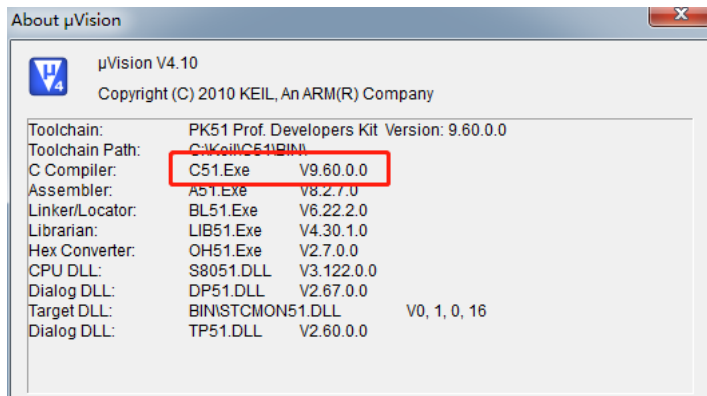 About µVision
µVision V4.10
Copyright (C) 2010 KEIL, An ARM(R) Company
Toolchain: PK51 Prof. Developers Kit Version: 9.60.0.0
Toolchain Path: C:\Keil\C51\BIN\
C Compiler: C51.Exe V9.60.0.0
Assembler: A51.Exe V8.2.7.0
Linker/Locator: BL51.Exe V6.22.2.0
Librarian: LIB51.Exe V4.30.1.0
Hex Converter: OH51.Exe V2.7.0.0
CPU DLL: S8051.DLL V3.122.0.0
Dialog DLL: DP51.DLL V2.67.0.0
Target DLL: BIN\STCMON51.DLL V0, 1, 0, 16
Dialog DLL: TP51.DLL V2.60.0.0